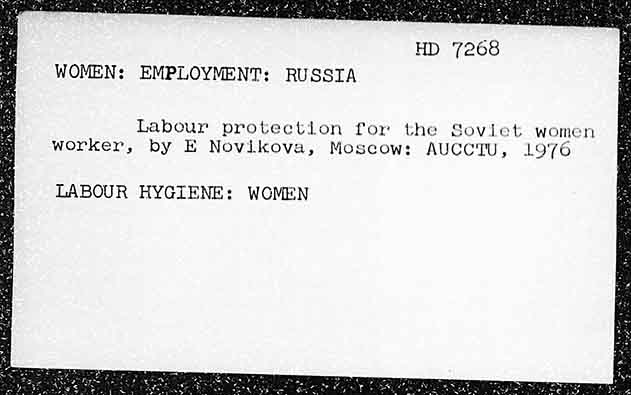 HD 7268
WOMEN: EMPLOYMENT: RUSSIA
Labour protection for the Soviet women
worker, by E Novikova, Moscow: AUCCTU, 1976
LABOUR HYGIENE: WOMEN